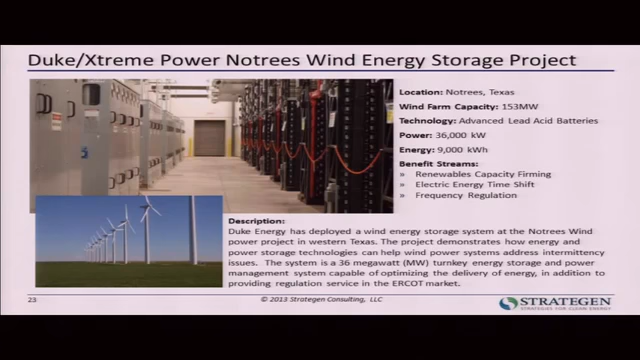 Duke/Xtreme Power Notrees Wind Energy Storage Project
Location: Notrees, Texas
Wind Farm Capacity: 153MW
Technology: Advanced Lead Acid Batteries
Power: 36,000 kW
Energy: 9,000 kWh
Benefit Streams:
» Renewables Capacity Firming
» Electric Energy Time Shift
» Frequency Regulation
Description:
Duke Energy has deployed a wind energy storage system at the Notrees Wind
power project in western Texas. The project demonstrates how energy and
power storage technologies can help wind power systems address intermittency
issues. The system is a 36 megawatt (MW) turnkey energy storage and power
management system capable of optimizing the delivery of energy, in addition to
providing regulation service in the ERCOT market.
23
© 2013 Strategen Consulting, LLC
STRATEGEN
STRATEGIES FOR CLEAN ENERGY